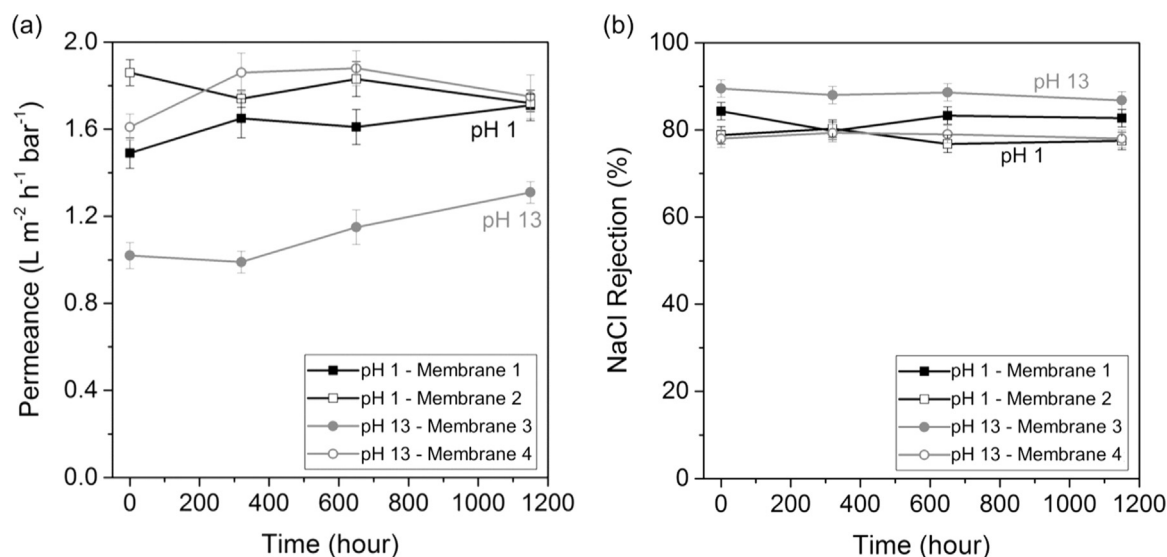 (a)
2.0
1.6
1.2
0.8
0.4
0.0
Permeance (L m⁻² h⁻¹ bar⁻¹)
pH 1
pH 13
pH 1 - Membrane 1
pH 1 - Membrane 2
pH 13 - Membrane 3
pH 13 - Membrane 4
0 200 400 600 800 1000 1200
Time (hour)
(b)
100
80
60
40
20
0
NaCl Rejection (%)
pH 13
pH 1
pH 1 - Membrane 1
pH 1 - Membrane 2
pH 13 - Membrane 3
pH 13 - Membrane 4
0 200 400 600 800 1000 1200
Time (hour)